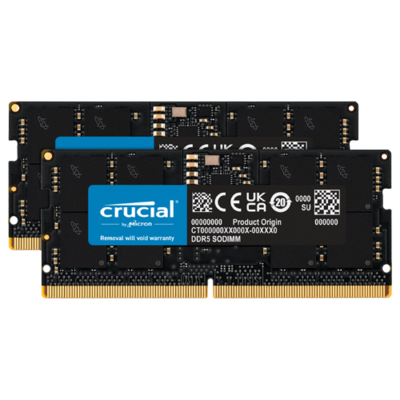 crucial
by Micron
Removal will void warranty
CE UK CA 20
0000
SU
00000000 Product Origin
CT000000XX000X-00XXX0
DDR5 SODIMM
000000